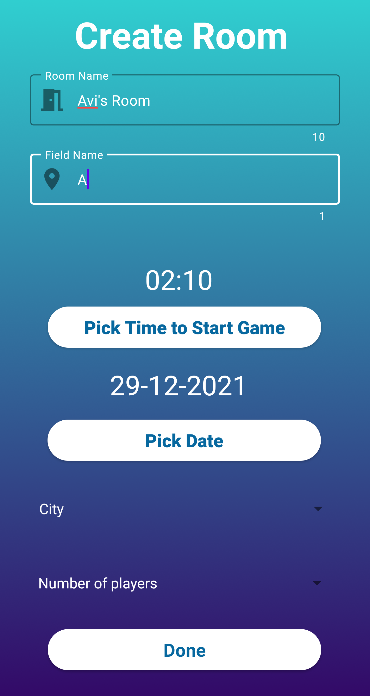 Create Room
Room Name
Avi's Room
10
Field Name
A
1
02:10
Pick Time to Start Game
29-12-2021
Pick Date
City
Number of players
Done